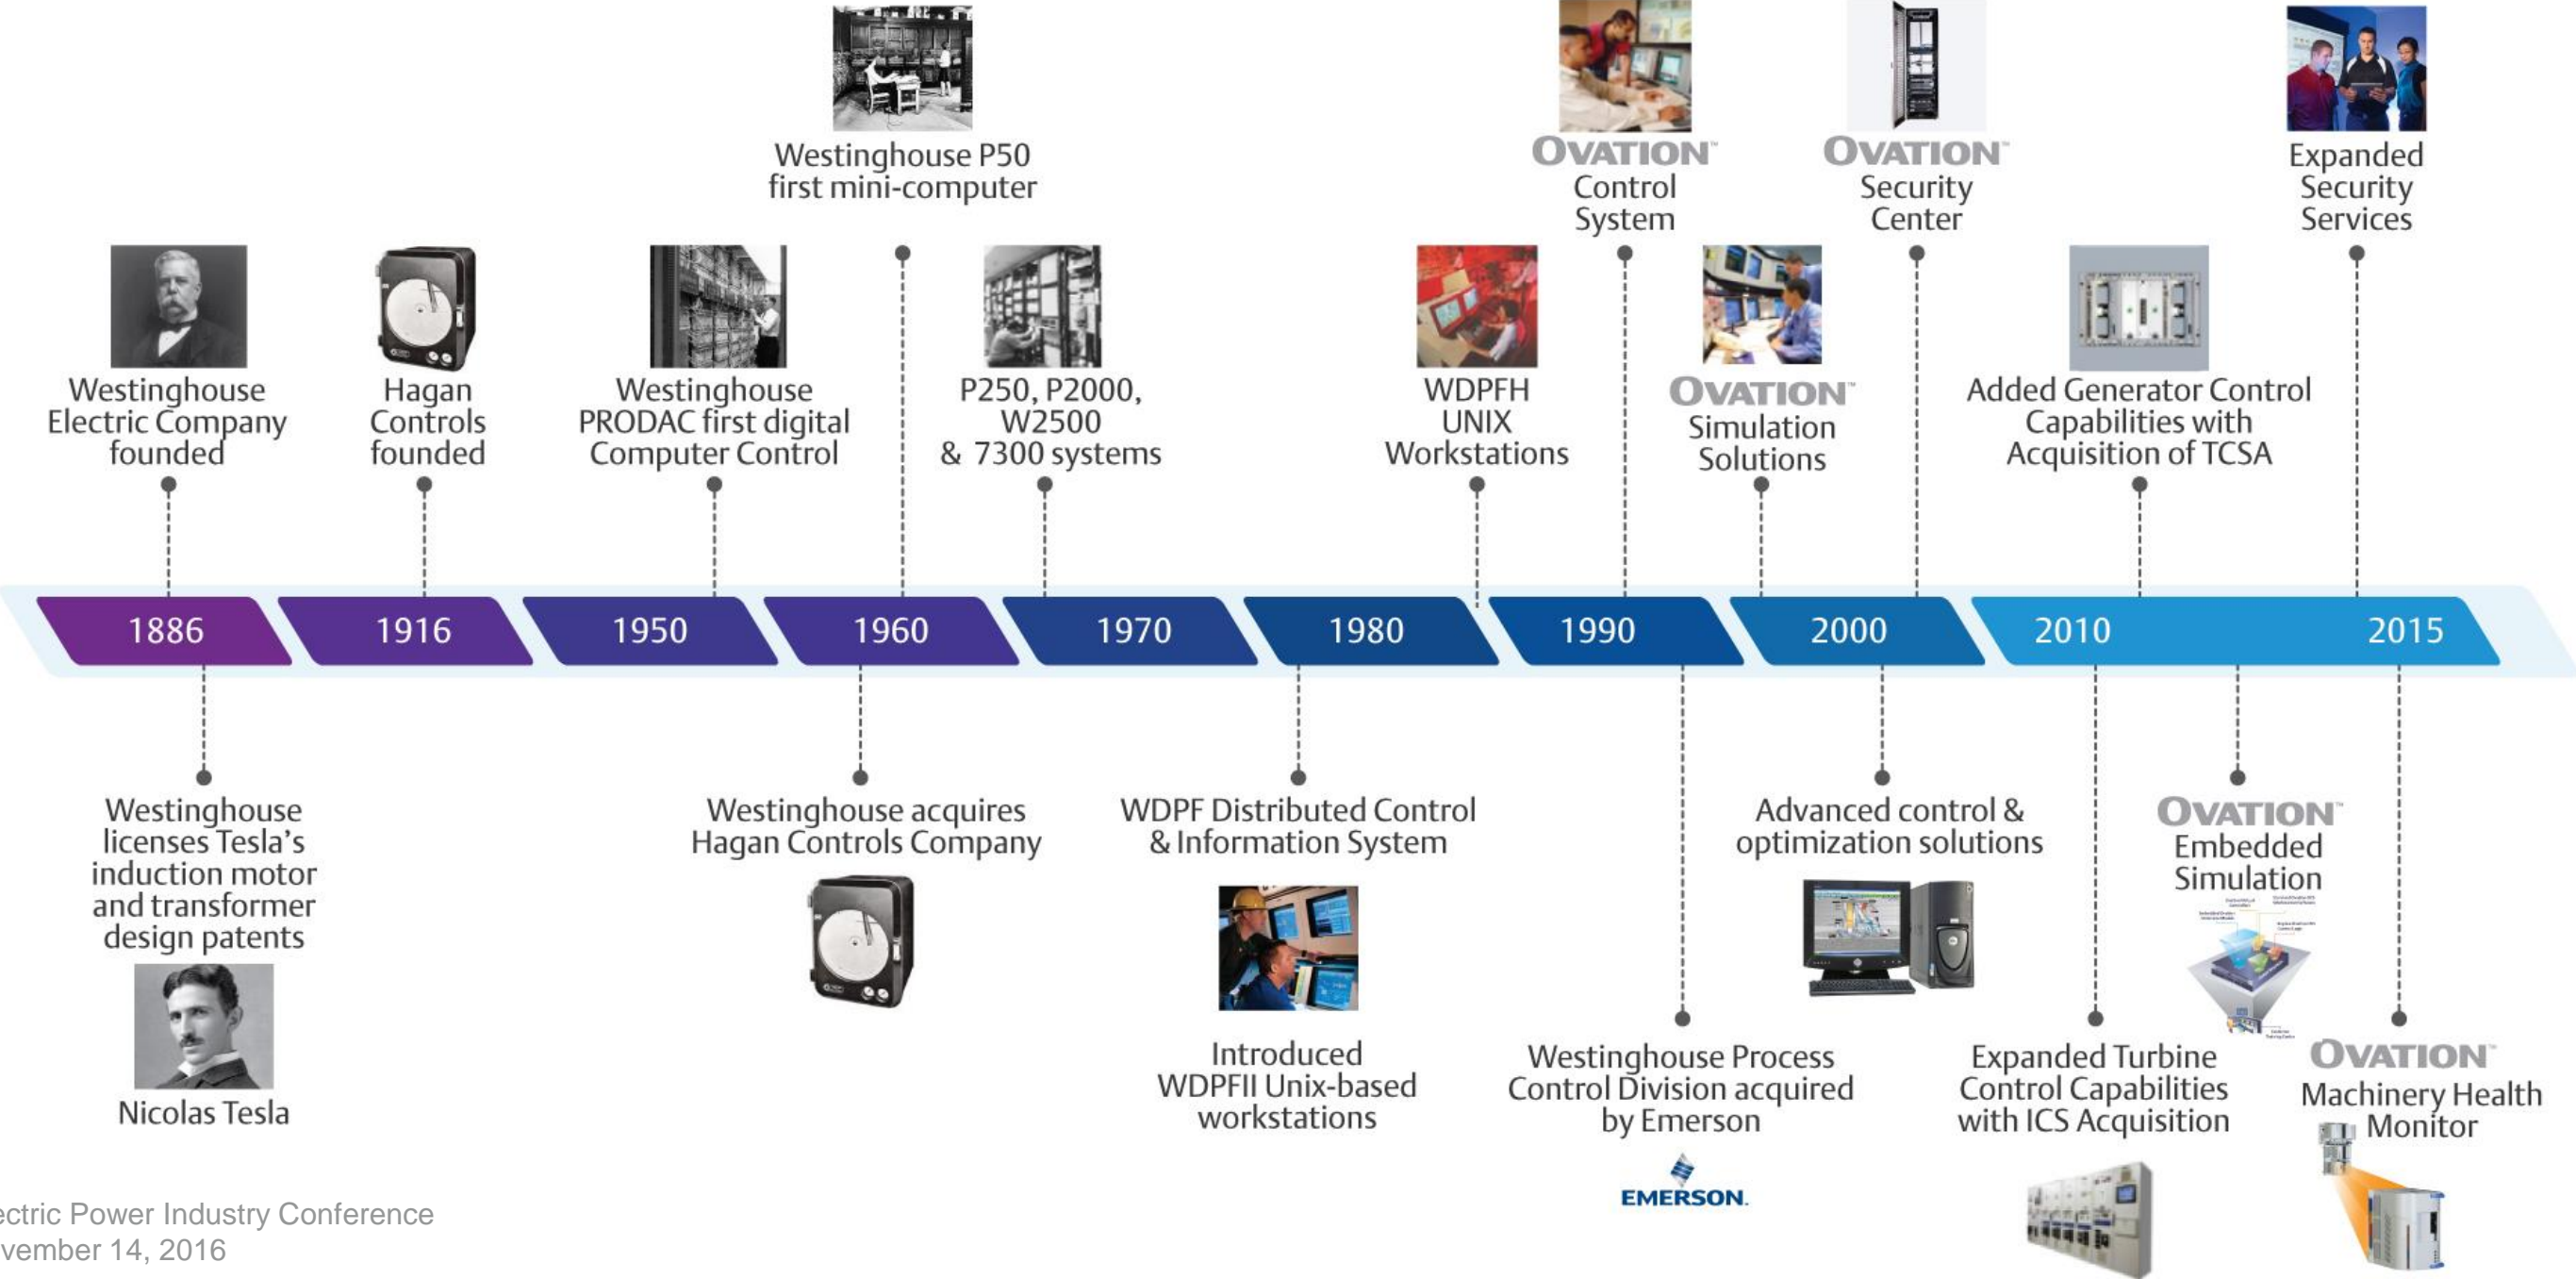 Westinghouse P50
first mini-computer
OVATION™
Control
System
OVATION™
Security
Center
Expanded
Security
Services
Westinghouse
Electric Company
founded
Hagan
Controls
founded
Westinghouse
PRODAC first digital
Computer Control
P250, P2000,
W2500
& 7300 systems
WDPFH
UNIX
Workstations
OVATION™
Simulation
Solutions
Added Generator Control
Capabilities with
Acquisition of TCSA
1886
1916
1950
1960
1970
1980
1990
2000
2010
2015
Westinghouse
licenses Tesla's
induction motor
and transformer
design patents
Nicolas Tesla
Westinghouse acquires
Hagan Controls Company
WDPF Distributed Control
& Information System
Introduced
WDPFII Unix-based
workstations
Westinghouse Process
Control Division acquired
by Emerson
EMERSON.
Advanced control &
optimization solutions
Expanded Turbine
Control Capabilities
with ICS Acquisition
OVATION™
Embedded
Simulation
OVATION™
Machinery Health
Monitor
ectric Power Industry Conference
vember 14, 2016